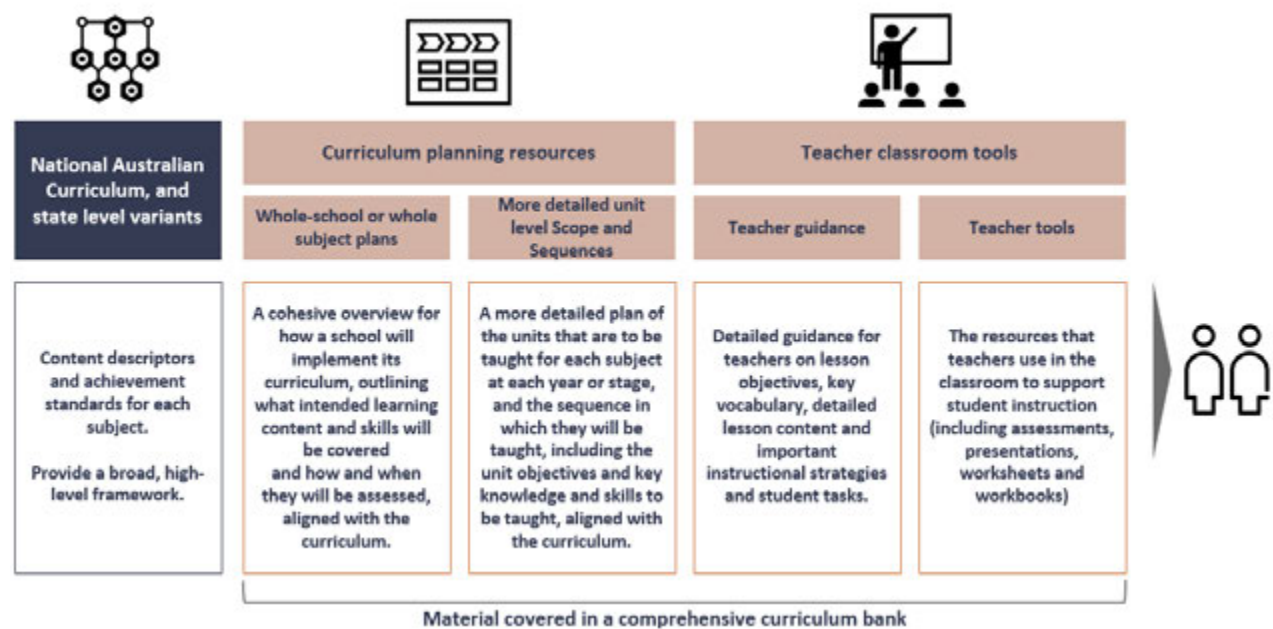 National Australian
Curriculum, and
state level variants
Curriculum planning resources
Teacher classroom tools
Whole-school or whole
subject plans
More detailed unit
level Scope and
Sequences
Teacher guidance
Teacher tools
Content descriptors
and achievement
standards for each
subject.
Provide a broad, high-
level framework.
A cohesive overview for
how a school will
implement its
curriculum, outlining
what intended learning
content and skills will
be covered
and how and when
they will be assessed,
aligned with the
curriculum.
A more detailed plan of
the units that are to be
taught for each subject
at each year or stage,
and the sequence in
which they will be
taught, including the
unit objectives and key
knowledge and skills to
be taught, aligned with
the curriculum.
Detailed guidance for
teachers on lesson
objectives, key
vocabulary, detailed
lesson content and
important
instructional strategies
and student tasks.
The resources that
teachers use in the
classroom to support
student instruction
(including assessments,
presentations,
worksheets and
workbooks)
Material covered in a comprehensive curriculum bank